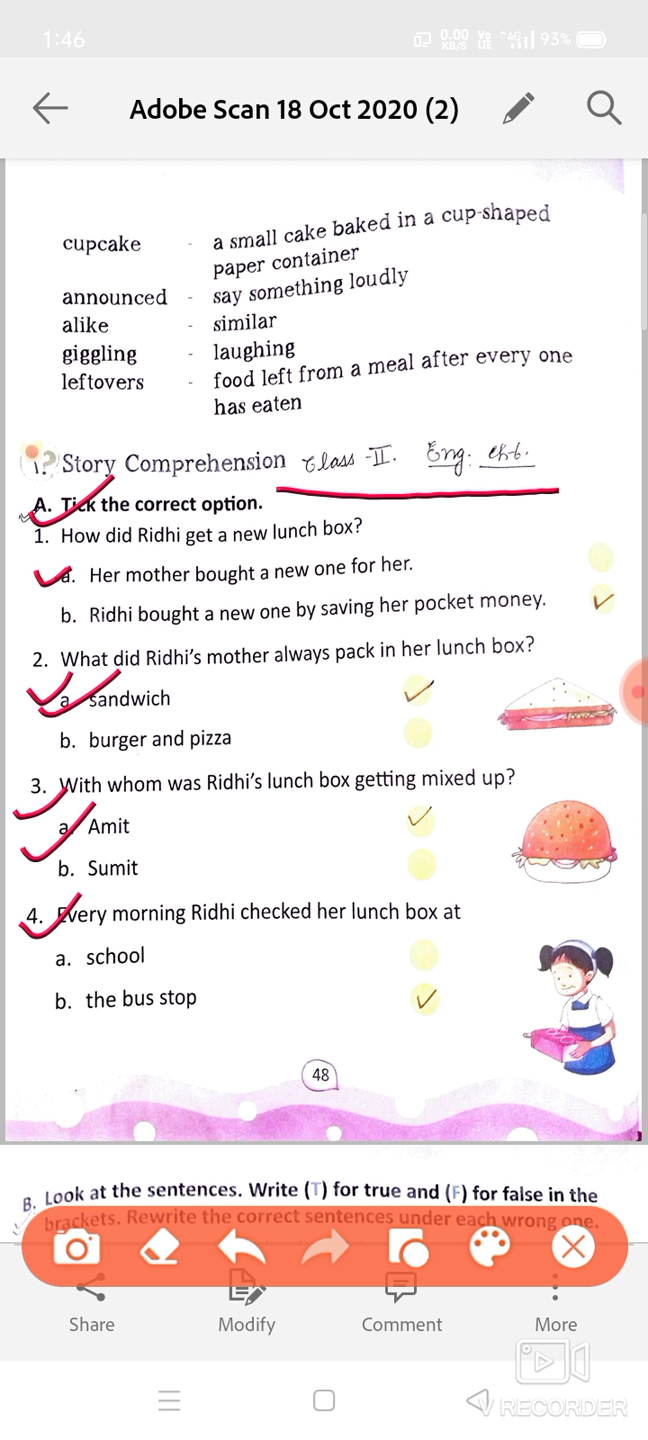 1:46
0.00 KB/S
Vo LTE
4G
93%
Adobe Scan 18 Oct 2020 (2)
cupcake - a small cake baked in a cup-shaped
paper container
announced - say something loudly
alike - similar
giggling - laughing
leftovers - food left from a meal after every one
has eaten
Story Comprehension Class-II. Eng. Ch-6.
A. Tick the correct option.
1. How did Ridhi get a new lunch box?
a. Her mother bought a new one for her.
b. Ridhi bought a new one by saving her pocket money.
2. What did Ridhi's mother always pack in her lunch box?
a. sandwich
b. burger and pizza
3. With whom was Ridhi's lunch box getting mixed up?
a. Amit
b. Sumit
4. Every morning Ridhi checked her lunch box at
a. school
b. the bus stop
48
B. Look at the sentences. Write (T) for true and (F) for false in the
brackets. Rewrite the correct sentences under each wrong one.
Share Modify Comment More
V RECORDER